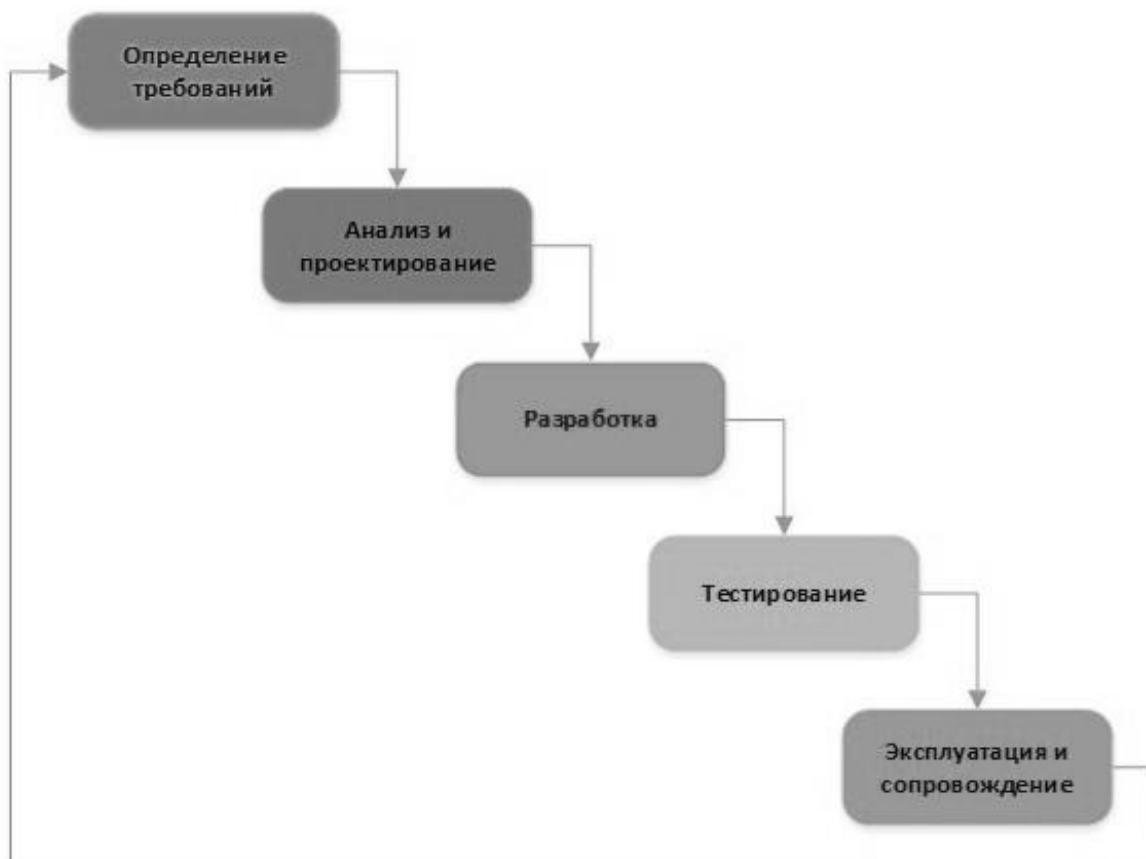 Определение
требований
Анализ и
проектирование
Разработка
Тестирование
Эксплуатация и
сопровождение